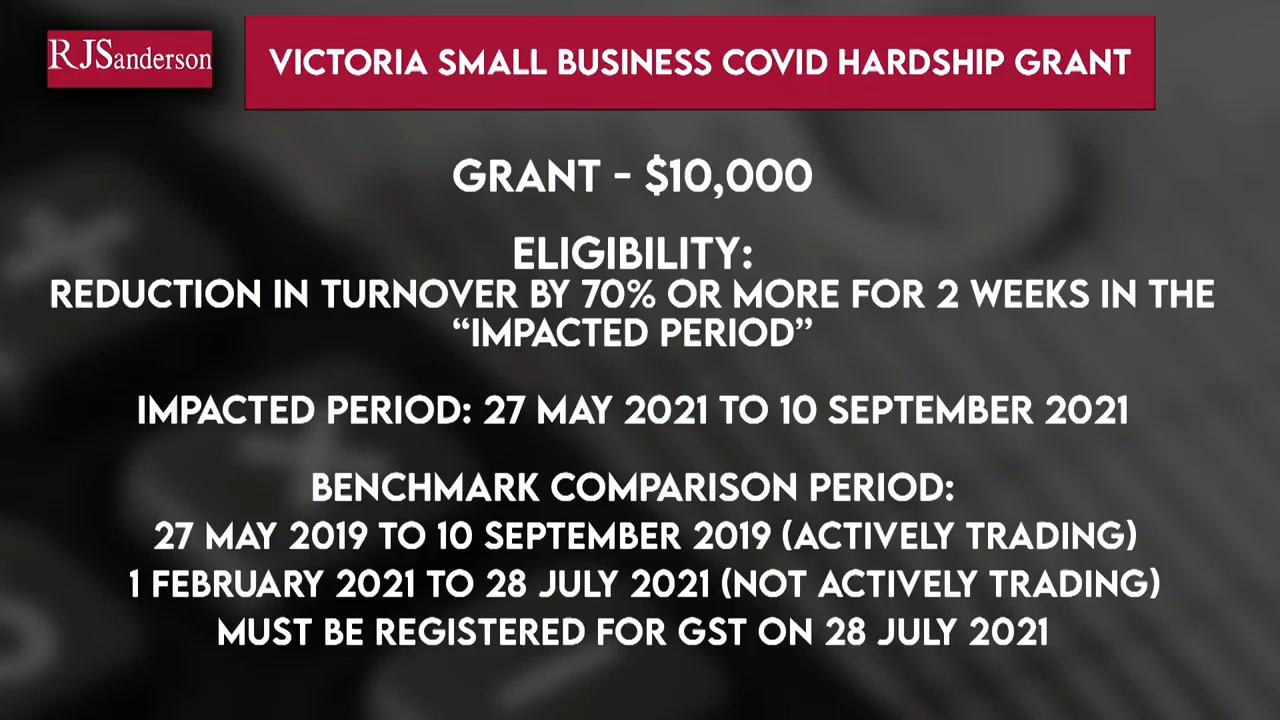 RJSanderson
VICTORIA SMALL BUSINESS COVID HARDSHIP GRANT
GRANT - $10,000
ELIGIBILITY:
REDUCTION IN TURNOVER BY 70% OR MORE FOR 2 WEEKS IN THE
“IMPACTED PERIOD”
IMPACTED PERIOD: 27 MAY 2021 TO 10 SEPTEMBER 2021
BENCHMARK COMPARISON PERIOD:
27 MAY 2019 TO 10 SEPTEMBER 2019 (ACTIVELY TRADING)
1 FEBRUARY 2021 TO 28 JULY 2021 (NOT ACTIVELY TRADING)
MUST BE REGISTERED FOR GST ON 28 JULY 2021